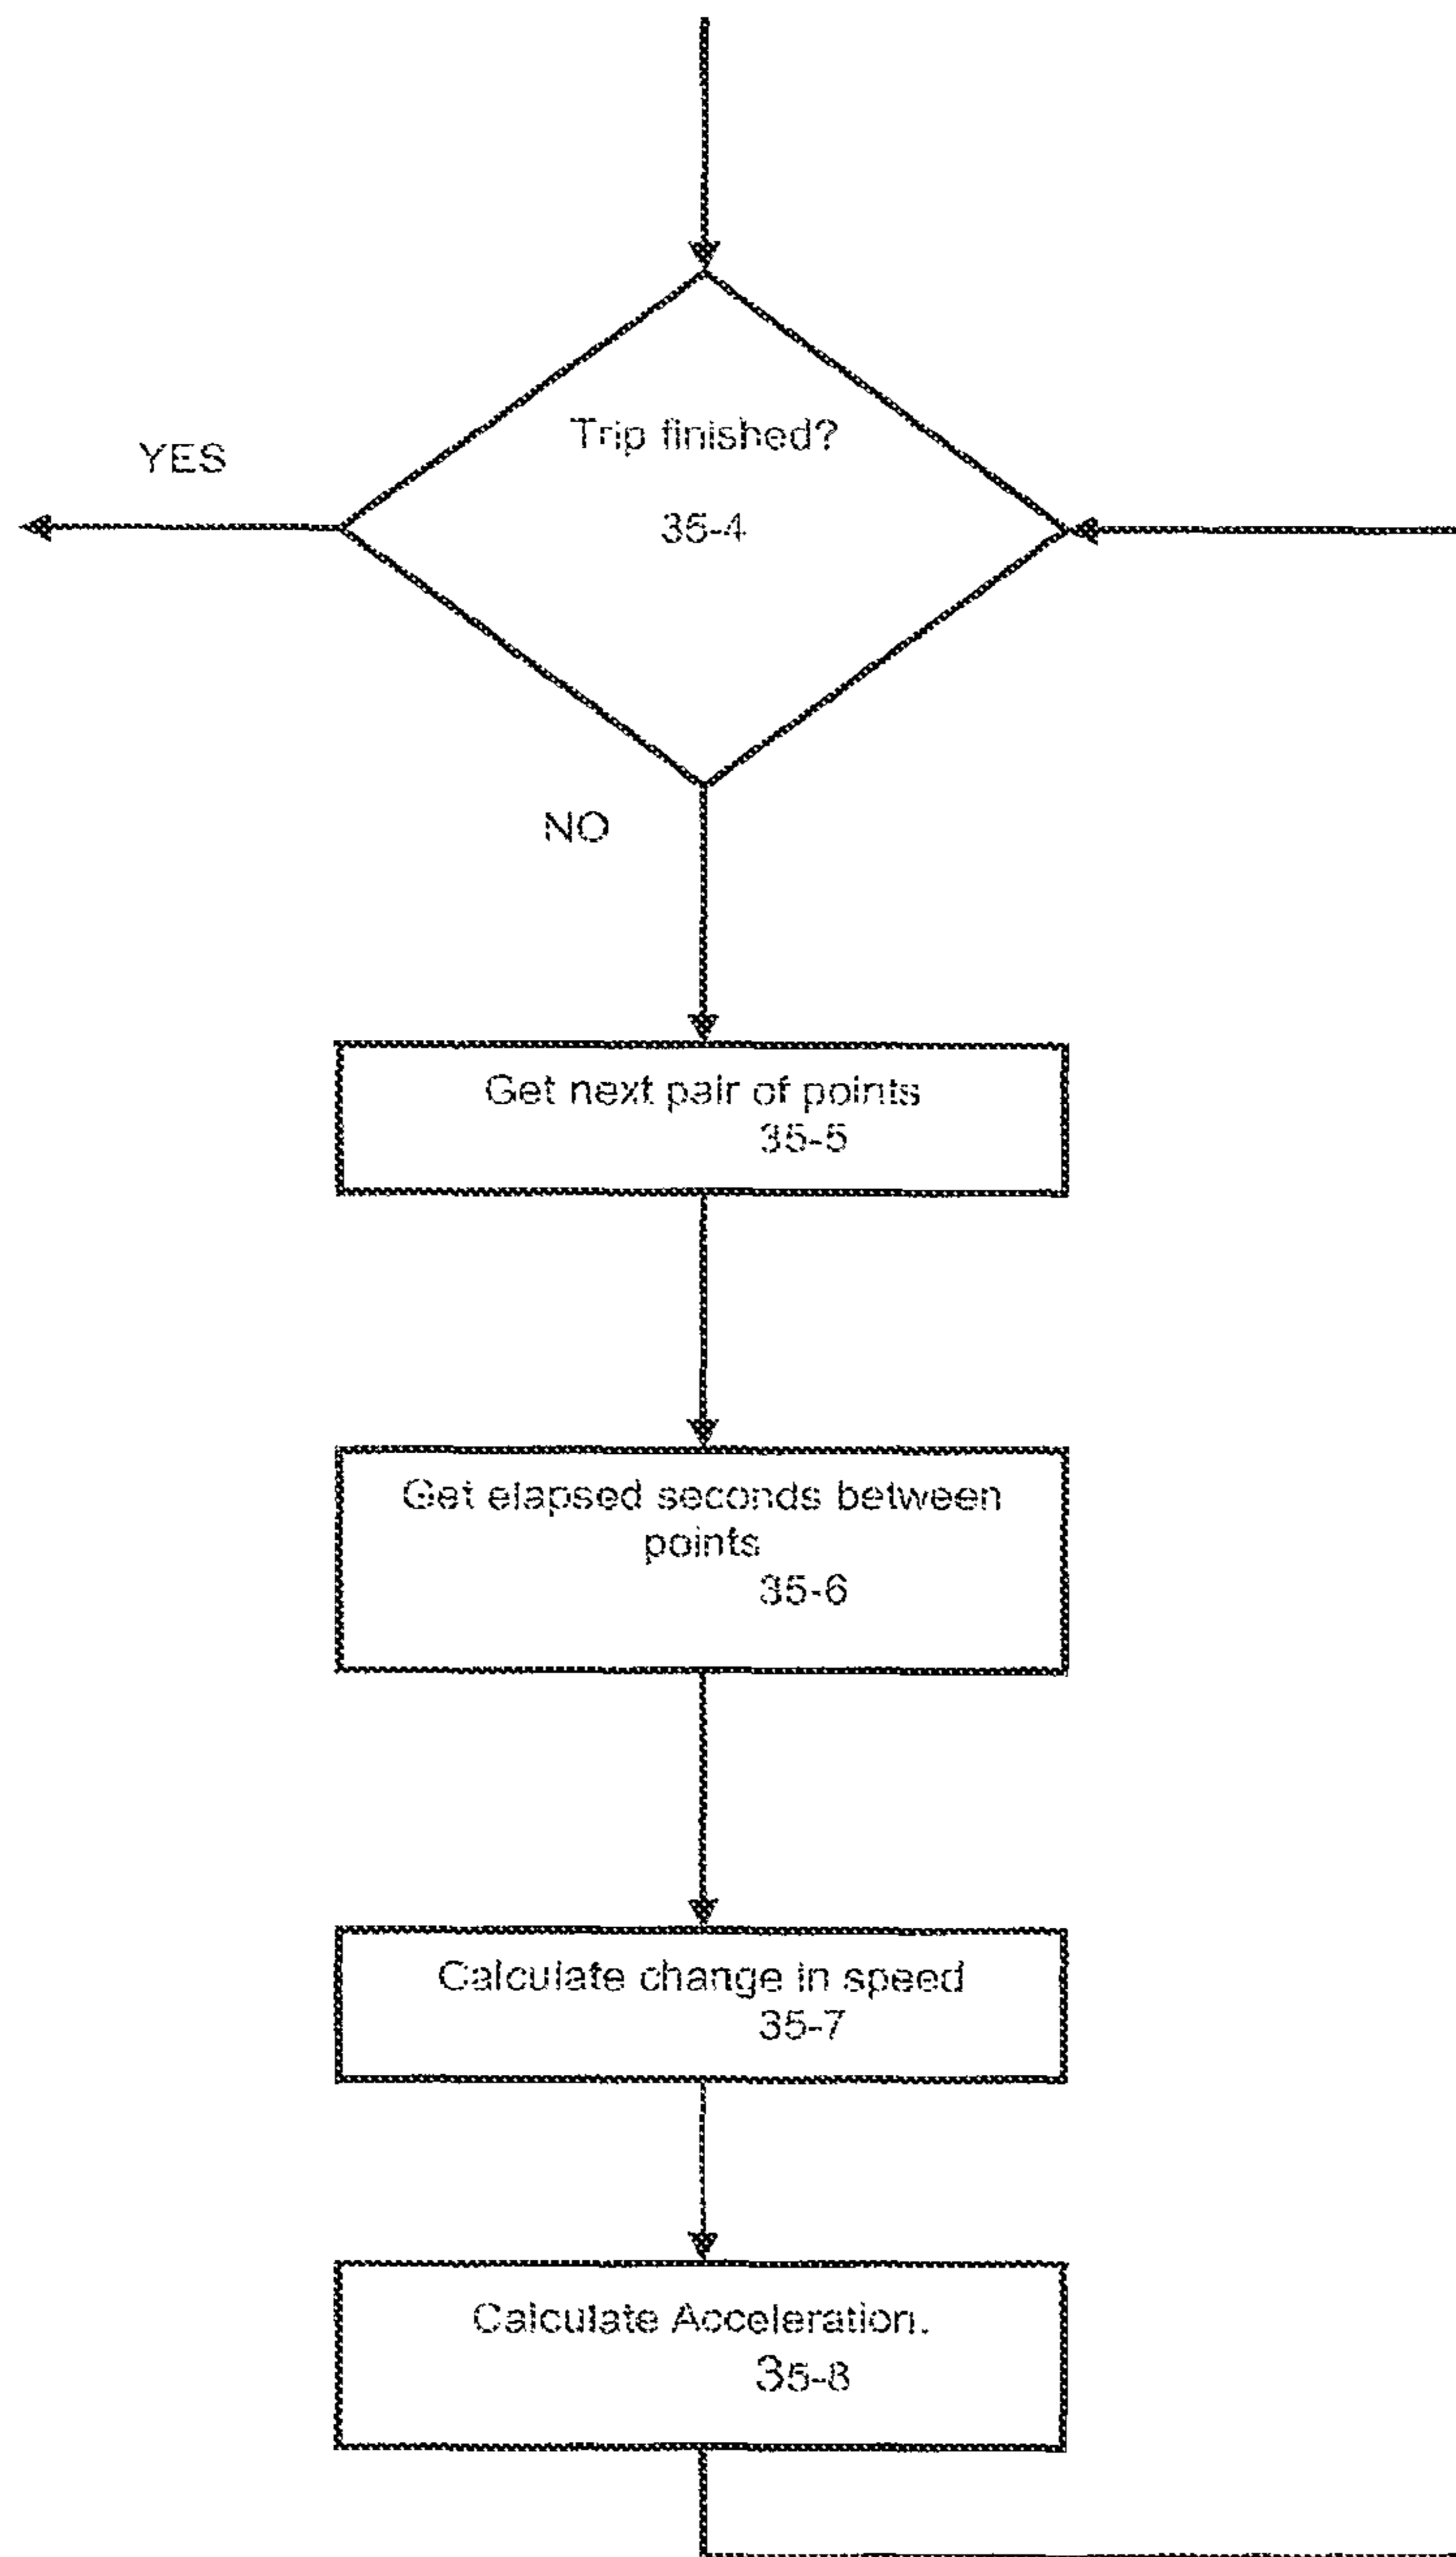 Trip finished?
35-4
YES
NO
Get next pair of points
35-5
Get elapsed seconds between
points
35-6
Calculate change in speed
35-7
Calculate Acceleration.
35-8